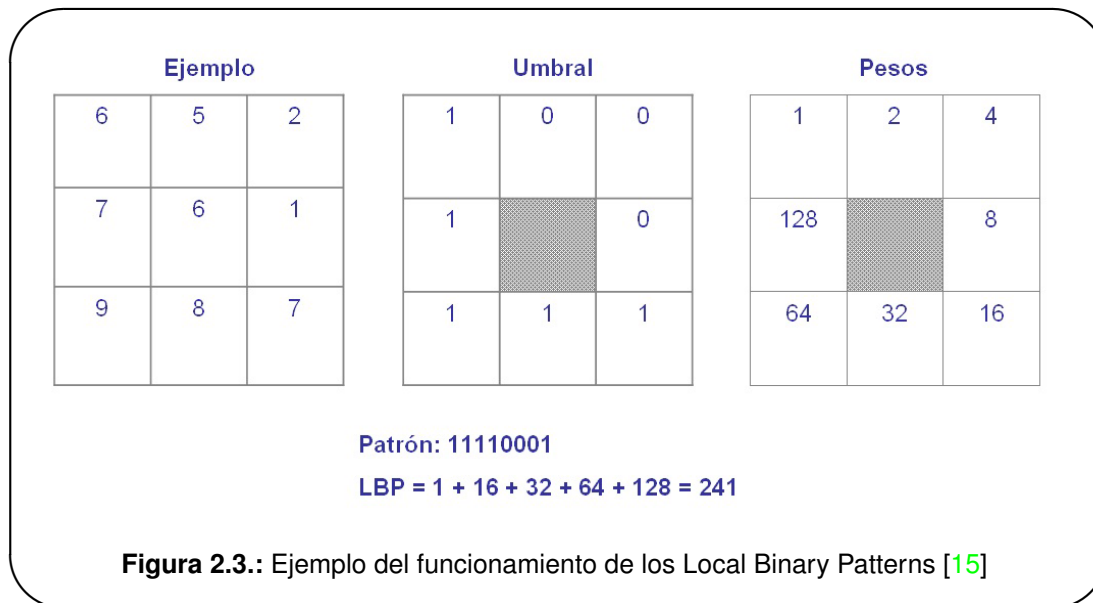 Ejemplo Umbral Pesos
6 5 2 1 0 0 1 2 4
7 6 1 1 0 128 8
9 8 7 1 1 1 64 32 16
Patrón: 11110001
LBP = 1 + 16 + 32 + 64 + 128 = 241
Figura 2.3.: Ejemplo del funcionamiento de los Local Binary Patterns [15]